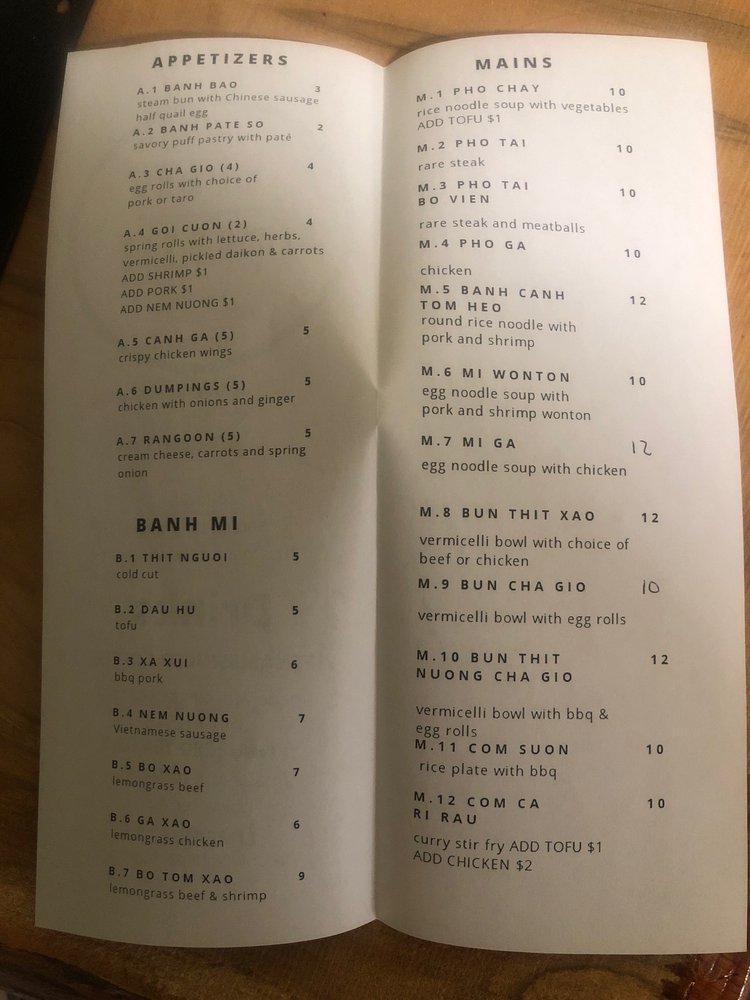 APPETIZERS
A.1 BANH BAO 3
steam bun with Chinese sausage
half quail egg
A.2 BANH PATE SO 2
savory puff pastry with paté
A.3 CHA GIO (4) 4
egg rolls with choice of
pork or taro
A.4 GOI CUON (2) 4
spring rolls with lettuce, herbs,
vermicelli, pickled daikon & carrots
ADD SHRIMP $1
ADD PORK $1
ADD NEM NUONG $1
A.5 CANH GA (5) 5
crispy chicken wings
A.6 DUMPINGS (5) 5
chicken with onions and ginger
A.7 RANGOON (5) 5
cream cheese, carrots and spring
onion
BANH MI
B.1 THIT NGUOI 5
cold cut
B.2 DAU HU 5
tofu
B.3 XA XUI 6
bbq pork
B.4 NEM NUONG 7
Vietnamese sausage
B.5 BO XAO 7
lemongrass beef
B.6 GA XAO 6
lemongrass chicken
B.7 BO TOM XAO 9
lemongrass beef & shrimp
MAINS
M.1 PHO CHAY 10
rice noodle soup with vegetables
ADD TOFU $1
M.2 PHO TAI 10
rare steak
M.3 PHO TAI 10
BO VIEN
rare steak and meatballs
M.4 PHO GA 10
chicken
M.5 BANH CANH 12
TOM HEO
round rice noodle with
pork and shrimp
M.6 MI WONTON 10
egg noodle soup with
pork and shrimp wonton
M.7 MI GA 12
egg noodle soup with chicken
M.8 BUN THIT XAO 12
vermicelli bowl with choice of
beef or chicken
M.9 BUN CHA GIO 10
vermicelli bowl with egg rolls
M.10 BUN THIT 12
NUONG CHA GIO
vermicelli bowl with bbq &
egg rolls
M.11 COM SUON 10
rice plate with bbq
M.12 COM CA 10
RI RAU
curry stir fry ADD TOFU $1
ADD CHICKEN $2